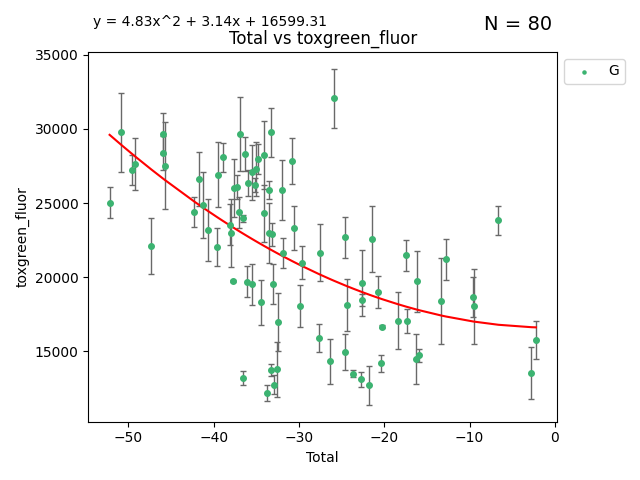 y = 4.83x^2 + 3.14x + 16599.31
N = 80
Total vs toxgreen_fluor
G
toxgreen_fluor
35000
30000
25000
20000
15000
−50
−40
−30
−20
−10
0
Total